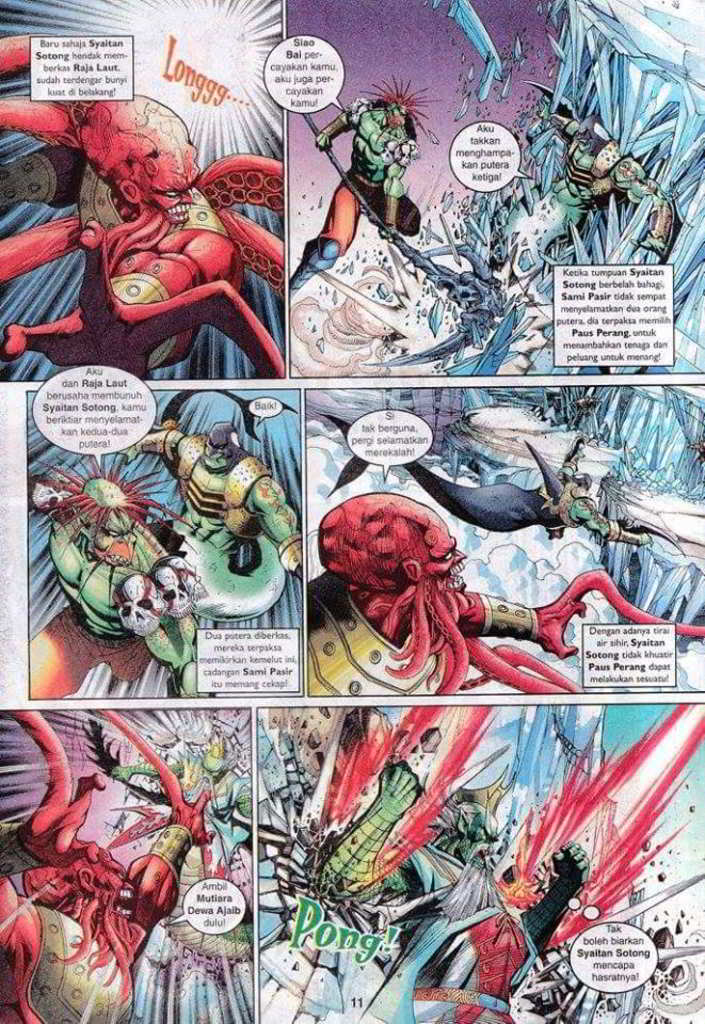 Baru sahaja Syaitan
Sotong hendak mem-
berkas Raja Laut,
sudah terdengar bunyi
kuat di belakang!
Longgg....
Siao
Bai per-
cayakan kamu,
aku juga per-
cayakan
kamu!
Aku
takkan
menghampa-
kan putera
ketiga!
Ketika tumpuan Syaitan
Sotong berbelah bahagi,
Sami Pasir tidak sempat
menyelamatkan dua orang
putera, dia terpaksa memilih
Paus Perang, untuk
menambahkan tenaga dan
peluang untuk menang!
Aku
dan Raja Laut
berusaha membunuh
Syaitan Sotong, kamu
beriktiar menyelamat-
kan kedua-dua
putera!
Baik!
Dua putera diberkas,
mereka terpaksa
memikirkan kemelut ini,
cadangan Sami Pasir
itu memang cekap!
Si
tak berguna,
pergi selamatkan
merekalah!
Dengan adanya tirai
air sihir, Syaitan
Sotong tidak khuatir
Paus Perang dapat
melakukan sesuatu!
Ambil
Mutiara
Dewa Ajaib
dulu!
Pong!
Tak
boleh biarkan
Syaitan Sotong
mencapai
hasratnya!
11